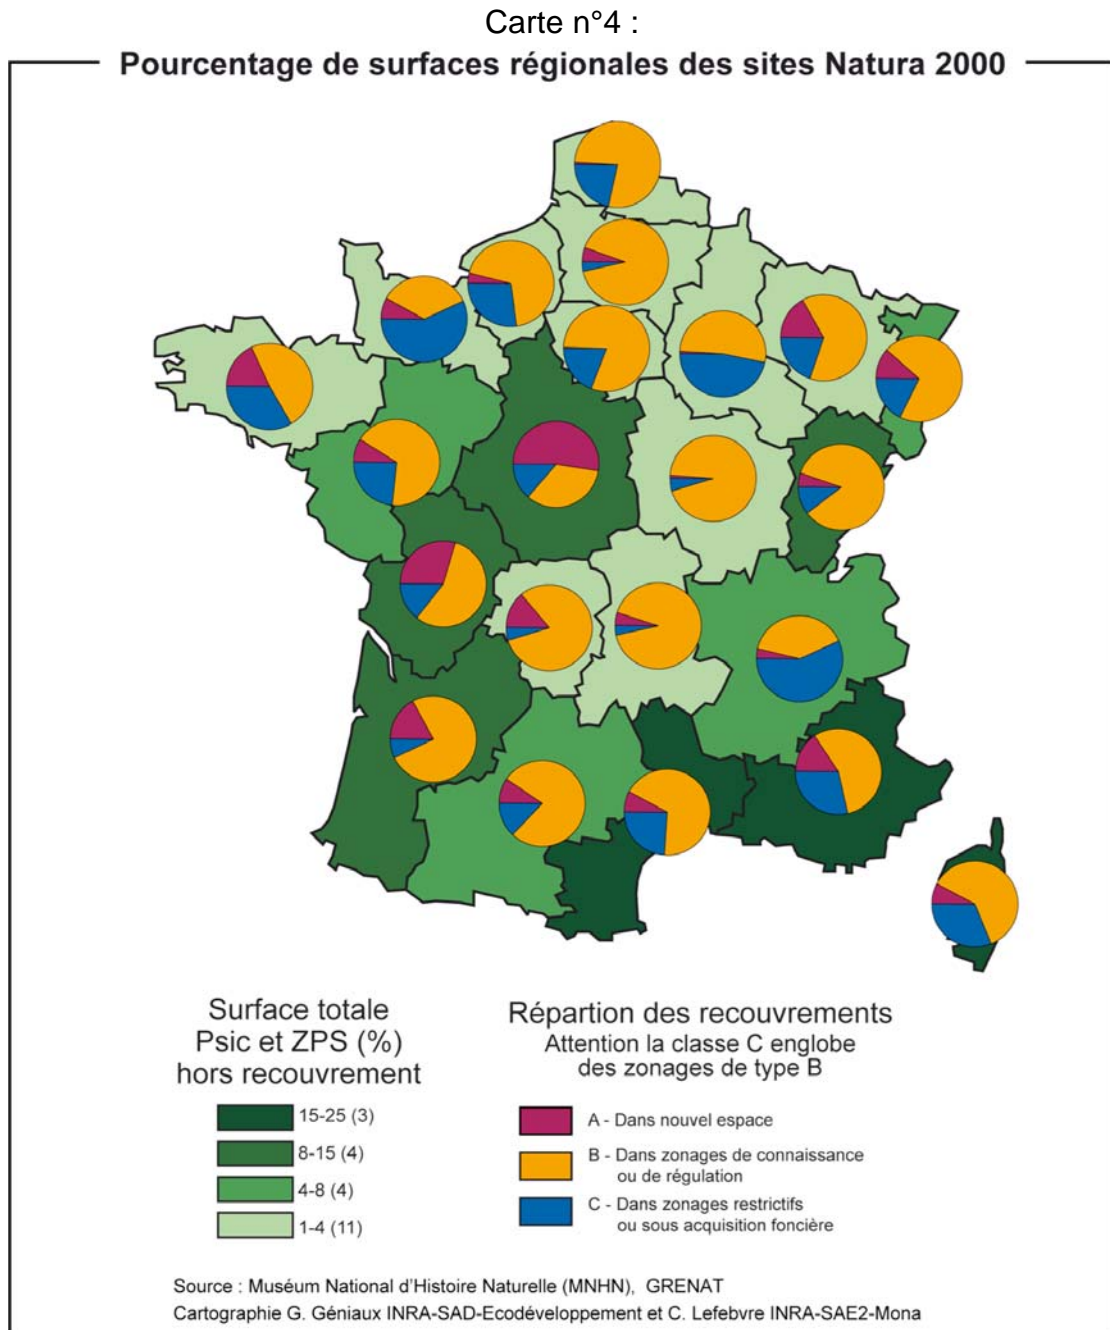 Carte n°4 :
Pourcentage de surfaces régionales des sites Natura 2000
Surface totale
Psic et ZPS (%)
hors recouvrement
15-25 (3)
8-15 (4)
4-8 (4)
1-4 (11)
Répartion des recouvrements
Attention la classe C englobe
des zonages de type B
A - Dans nouvel espace
B - Dans zonages de connaissance
ou de régulation
C - Dans zonages restrictifs
ou sous acquisition foncière
Source : Muséum National d'Histoire Naturelle (MNHN), GRENAT
Cartographie G. Géniaux INRA-SAD-Ecodéveloppement et C. Lefebvre INRA-SAE2-Mona